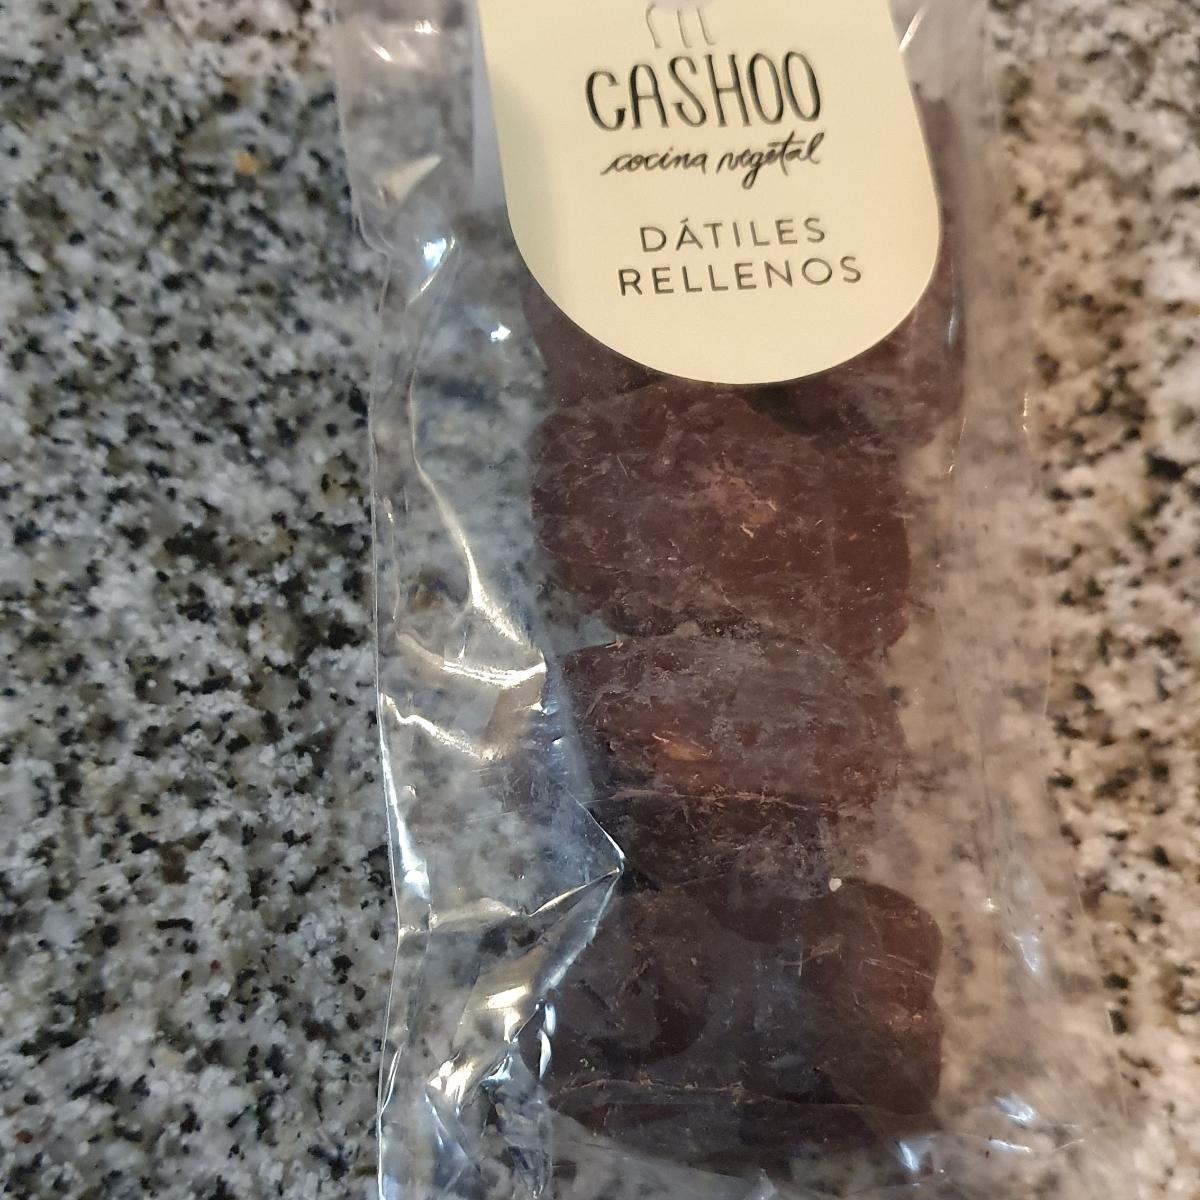 CASHOO
cocina vegetal
DÁTILES
RELLENOS